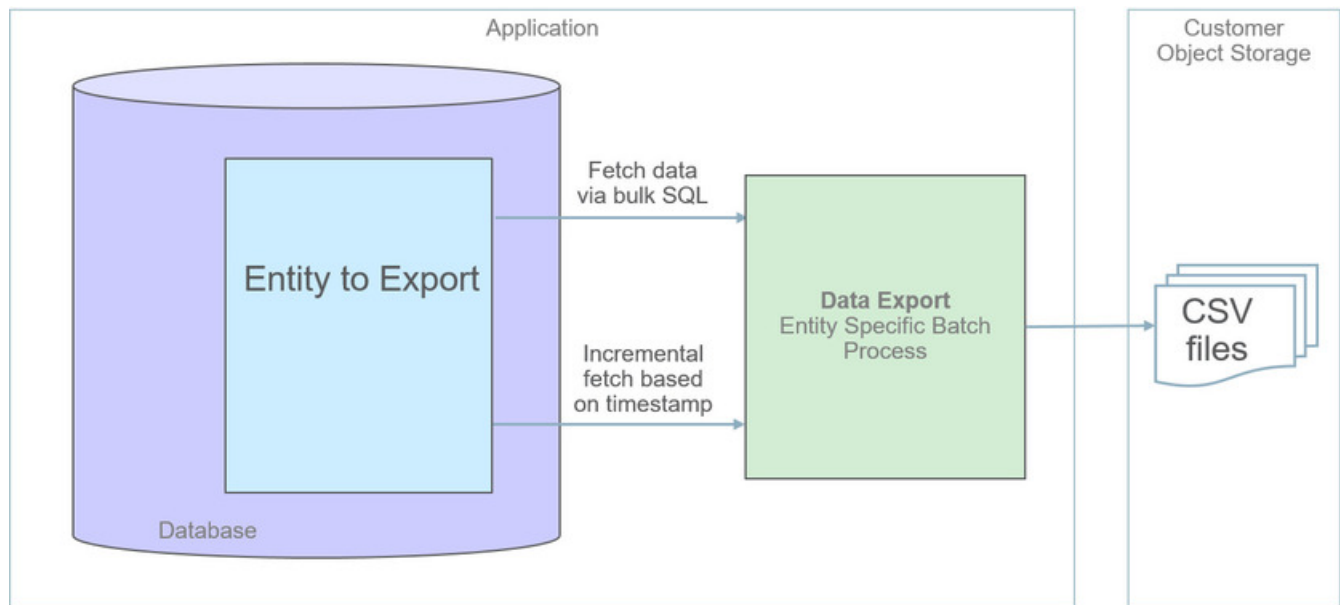 Application
Customer
Object Storage
Fetch data
via bulk SQL
Entity to Export
Data Export
Entity Specific Batch
Process
CSV
files
Incremental
fetch based
on timestamp
Database